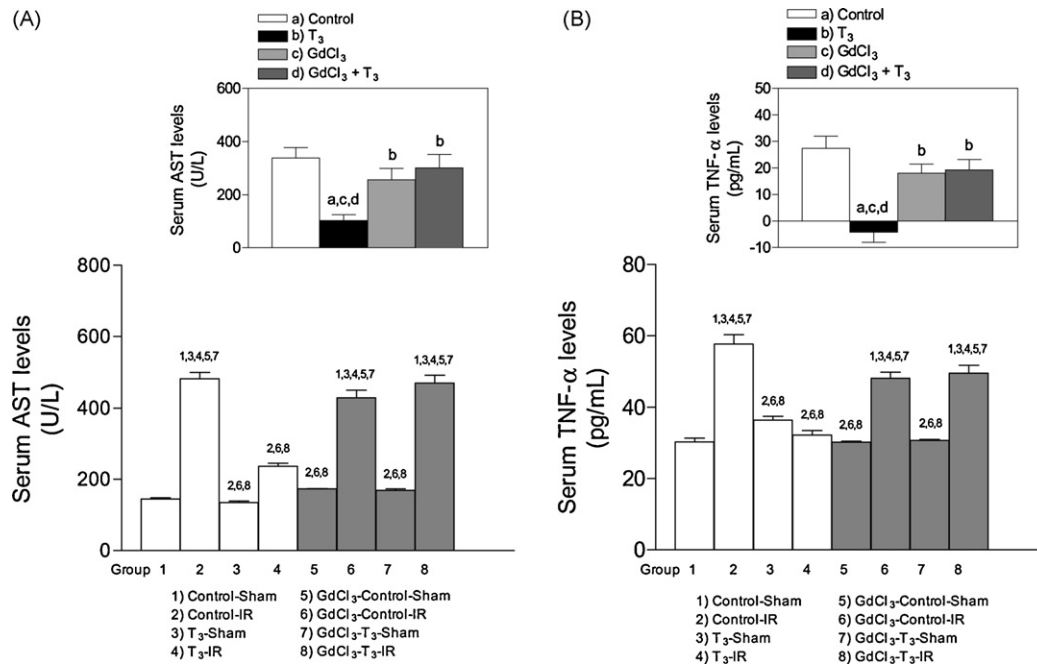 (A)
a) Control
b) T₃
c) GdCl₃
d) GdCl₃ + T₃
Serum AST levels
(U/L)
600
400
200
0
a,c,d
b
b
Serum AST levels
(U/L)
800
600
400
200
0
1,3,4,5,7
2,6,8
2,6,8
2,6,8
1,3,4,5,7
2,6,8
1,3,4,5,7
Group 1 2 3 4 5 6 7 8
1) Control-Sham 5) GdCl₃-Control-Sham
2) Control-IR 6) GdCl₃-Control-IR
3) T₃-Sham 7) GdCl₃-T₃-Sham
4) T₃-IR 8) GdCl₃-T₃-IR
(B)
a) Control
b) T₃
c) GdCl₃
d) GdCl₃ + T₃
Serum TNF-α levels
(pg/mL)
50
40
30
20
10
0
-10
a,c,d
b
b
Serum TNF-α levels
(pg/mL)
80
60
40
20
0
1,3,4,5,7
2,6,8
2,6,8
2,6,8
1,3,4,5,7
2,6,8
1,3,4,5,7
Group 1 2 3 4 5 6 7 8
1) Control-Sham 5) GdCl₃-Control-Sham
2) Control-IR 6) GdCl₃-Control-IR
3) T₃-Sham 7) GdCl₃-T₃-Sham
4) T₃-IR 8) GdCl₃-T₃-IR